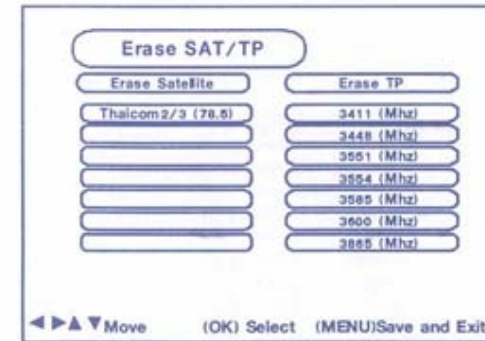 Erase SAT/TP
Erase Satellite
Erase TP
Thaicom2/3 (78.5)
3411 (Mhz)
3448 (Mhz)
3551 (Mhz)
3554 (Mhz)
3585 (Mhz)
3600 (Mhz)
3865 (Mhz)
◀ ▶ ▲ ▼ Move (OK) Select (MENU)Save and Exit